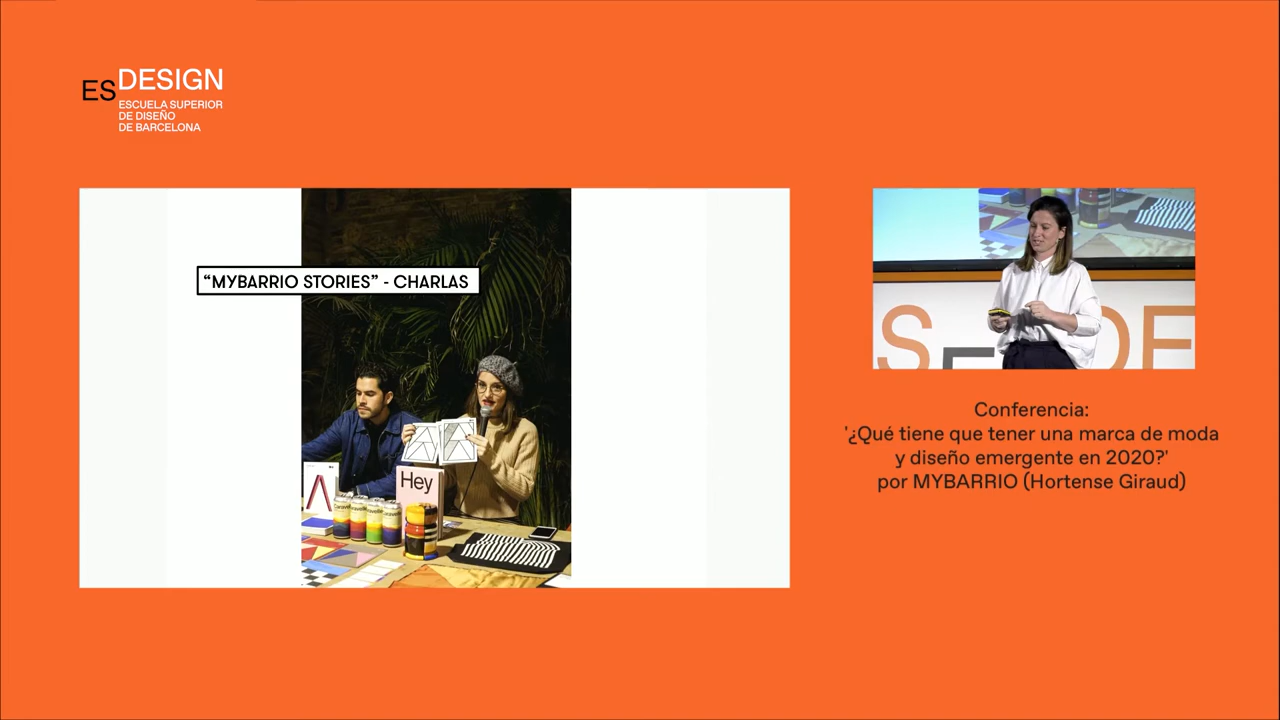 ES DESIGN
ESCUELA SUPERIOR
DE DISEÑO
DE BARCELONA
“MYBARRIO STORIES” - CHARLAS
Hey
S E DE
Conferencia:
'¿Qué tiene que tener una marca de moda
y diseño emergente en 2020?'
por MYBARRIO (Hortense Giraud)